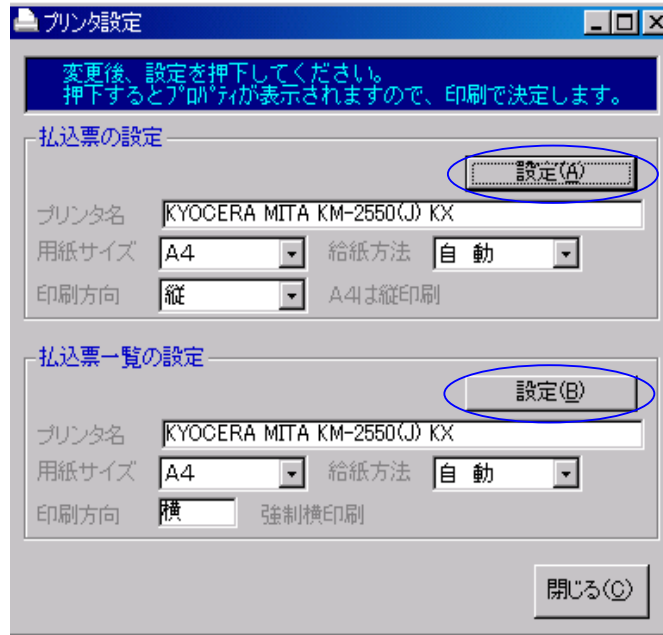 プリンタ設定
変更後、設定を押下してください。
押下するとﾌﾟﾛﾊﾟﾃｨが表示されますので、印刷で決定します。
払込票の設定
設定(A)
プリンタ名 KYOCERA MITA KM-2550(J) KX
用紙サイズ A4 給紙方法 自 動
印刷方向 縦 A4は縦印刷
払込票一覧の設定
設定(B)
プリンタ名 KYOCERA MITA KM-2550(J) KX
用紙サイズ A4 給紙方法 自 動
印刷方向 横 強制横印刷
閉じる(C)